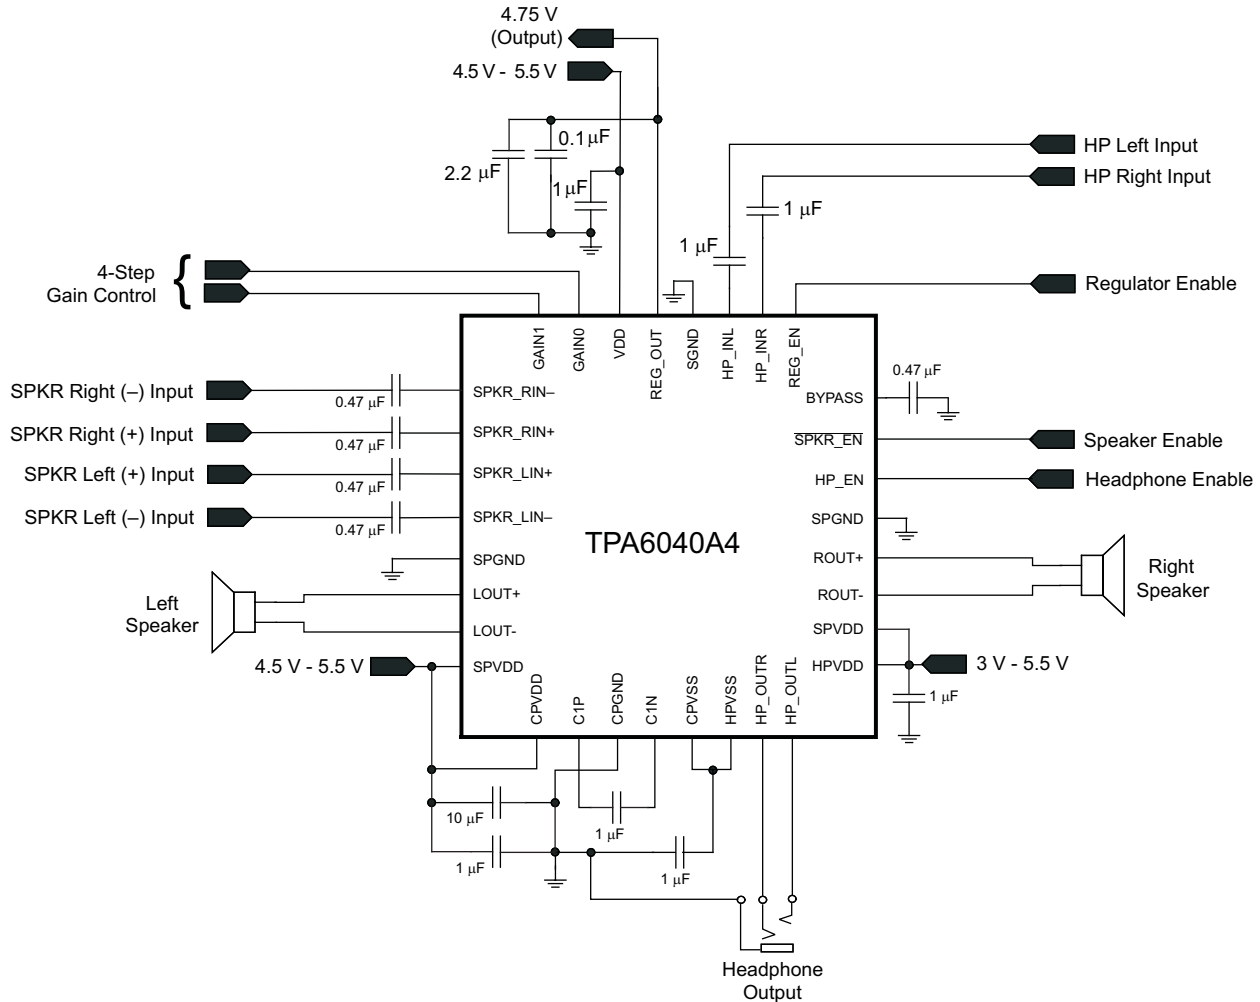 4.75 V
(Output)
4.5 V - 5.5 V
0.1 μF
2.2 μF
1 μF
HP Left Input
HP Right Input
1 μF
1 μF
4-Step
Gain Control
{
Regulator Enable
GAIN1
GAIN0
VDD
REG_OUT
SGND
HP_INL
HP_INR
REG_EN
SPKR Right (–) Input
0.47 μF
SPKR_RIN–
BYPASS
0.47 μF
SPKR Right (+) Input
0.47 μF
SPKR_RIN+
SPKR_EN
Speaker Enable
SPKR Left (+) Input
0.47 μF
SPKR_LIN+
HP_EN
Headphone Enable
SPKR Left (–) Input
0.47 μF
SPKR_LIN–
SPGND
TPA6040A4
SPGND
ROUT+
Right
Speaker
LOUT+
ROUT-
Left
Speaker
LOUT-
SPVDD
4.5 V - 5.5 V
SPVDD
HPVDD
3 V - 5.5 V
1 μF
CPVDD
C1P
CPGND
C1N
CPVSS
HPVSS
HP_OUTR
HP_OUTL
10 μF
1 μF
1 μF
1 μF
Headphone
Output